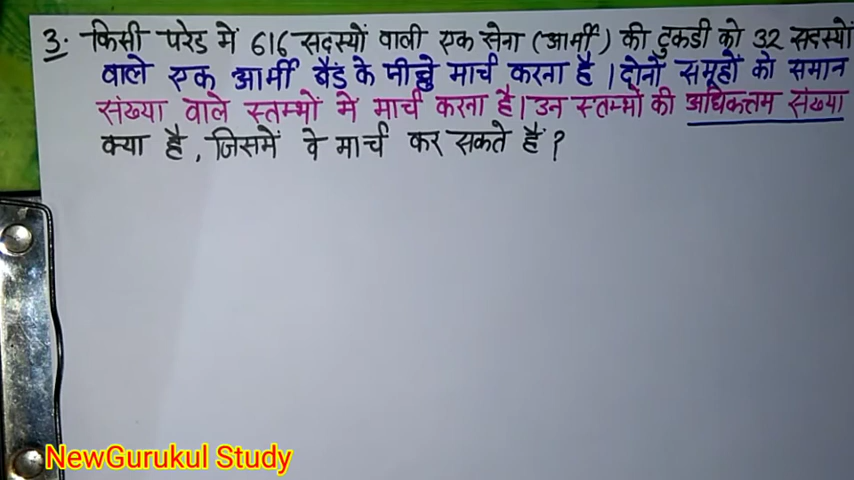 3. किसी परेड में 616 सदस्यों वाली एक सेना (आर्मी) की टुकडी को 32 सदस्यों
वाले एक आर्मी बैंड के पीछे मार्च करना है। दोनों समूहों को समान
संख्या वाले स्तम्भों में मार्च करना है। उन स्तम्भों की अधिकतम संख्या
क्या है, जिसमें वे मार्च कर सकते हैं?
NewGurukul Study